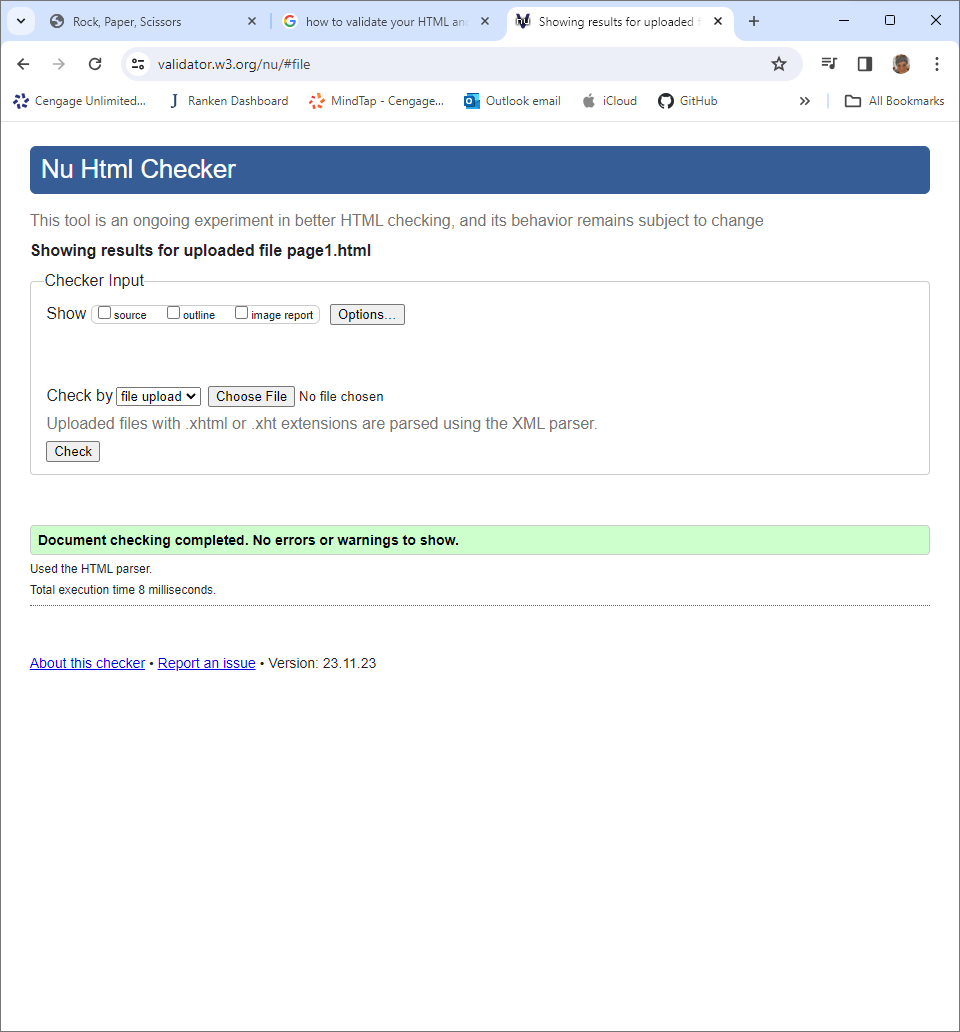 Rock, Paper, Scissors
how to validate your HTML an
Showing results for uploaded f
validator.w3.org/nu/#file
Cengage Unlimited... Ranken Dashboard MindTap - Cengage... Outlook email iCloud GitHub All Bookmarks
Nu Html Checker
This tool is an ongoing experiment in better HTML checking, and its behavior remains subject to change
Showing results for uploaded file page1.html
Checker Input
Show source outline image report Options...
Check by file upload Choose File No file chosen
Uploaded files with .xhtml or .xht extensions are parsed using the XML parser.
Check
Document checking completed. No errors or warnings to show.
Used the HTML parser.
Total execution time 8 milliseconds.
About this checker • Report an issue • Version: 23.11.23